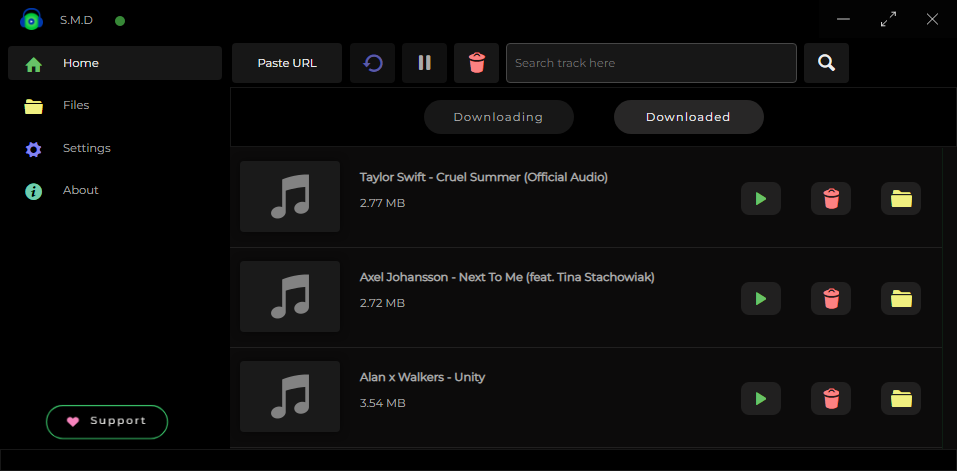 S.M.D
Home
Files
Settings
About
Support
Paste URL
Search track here
Downloading
Downloaded
Taylor Swift - Cruel Summer (Official Audio)
2.77 MB
Axel Johansson - Next To Me (feat. Tina Stachowiak)
2.72 MB
Alan x Walkers - Unity
3.54 MB